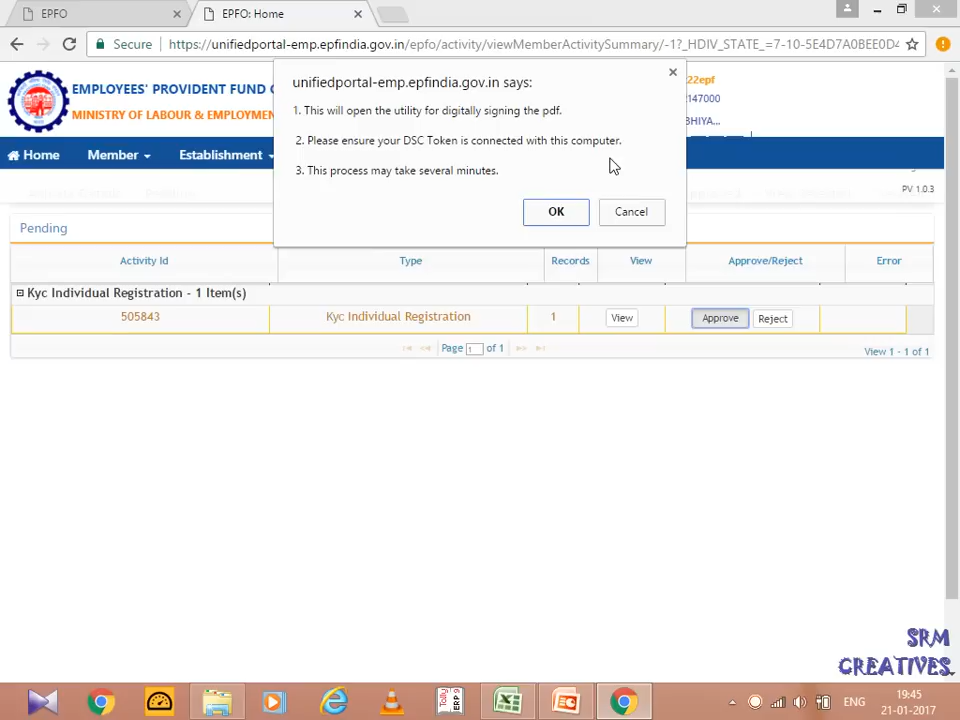 EPFO
EPFO: Home
Secure
https://unifiedportal-emp.epfindia.gov.in/epfo/activity/viewMemberActivitySummary/-1?_HDIV_STATE_=7-10-5E4D7A0BEE0D4
EMPLOYEES' PROVIDENT FUND
MINISTRY OF LABOUR & EMPLOYMEN
22epf
147000
BHIYA...
unifiedportal-emp.epfindia.gov.in says:
1. This will open the utility for digitally signing the pdf.
2. Please ensure your DSC Token is connected with this computer.
3. This process may take several minutes.
OK
Cancel
Home
Member
Establishment
PV 1.0.3
Pending
Activity Id
Type
Records
View
Approve/Reject
Error
Kyc Individual Registration - 1 Item(s)
505843
Kyc Individual Registration
1
View
Approve
Reject
Page 1 of 1
View 1 - 1 of 1
SRM
CREATIVES.
Tally
ERP 9
ENG
19:45
21-01-2017